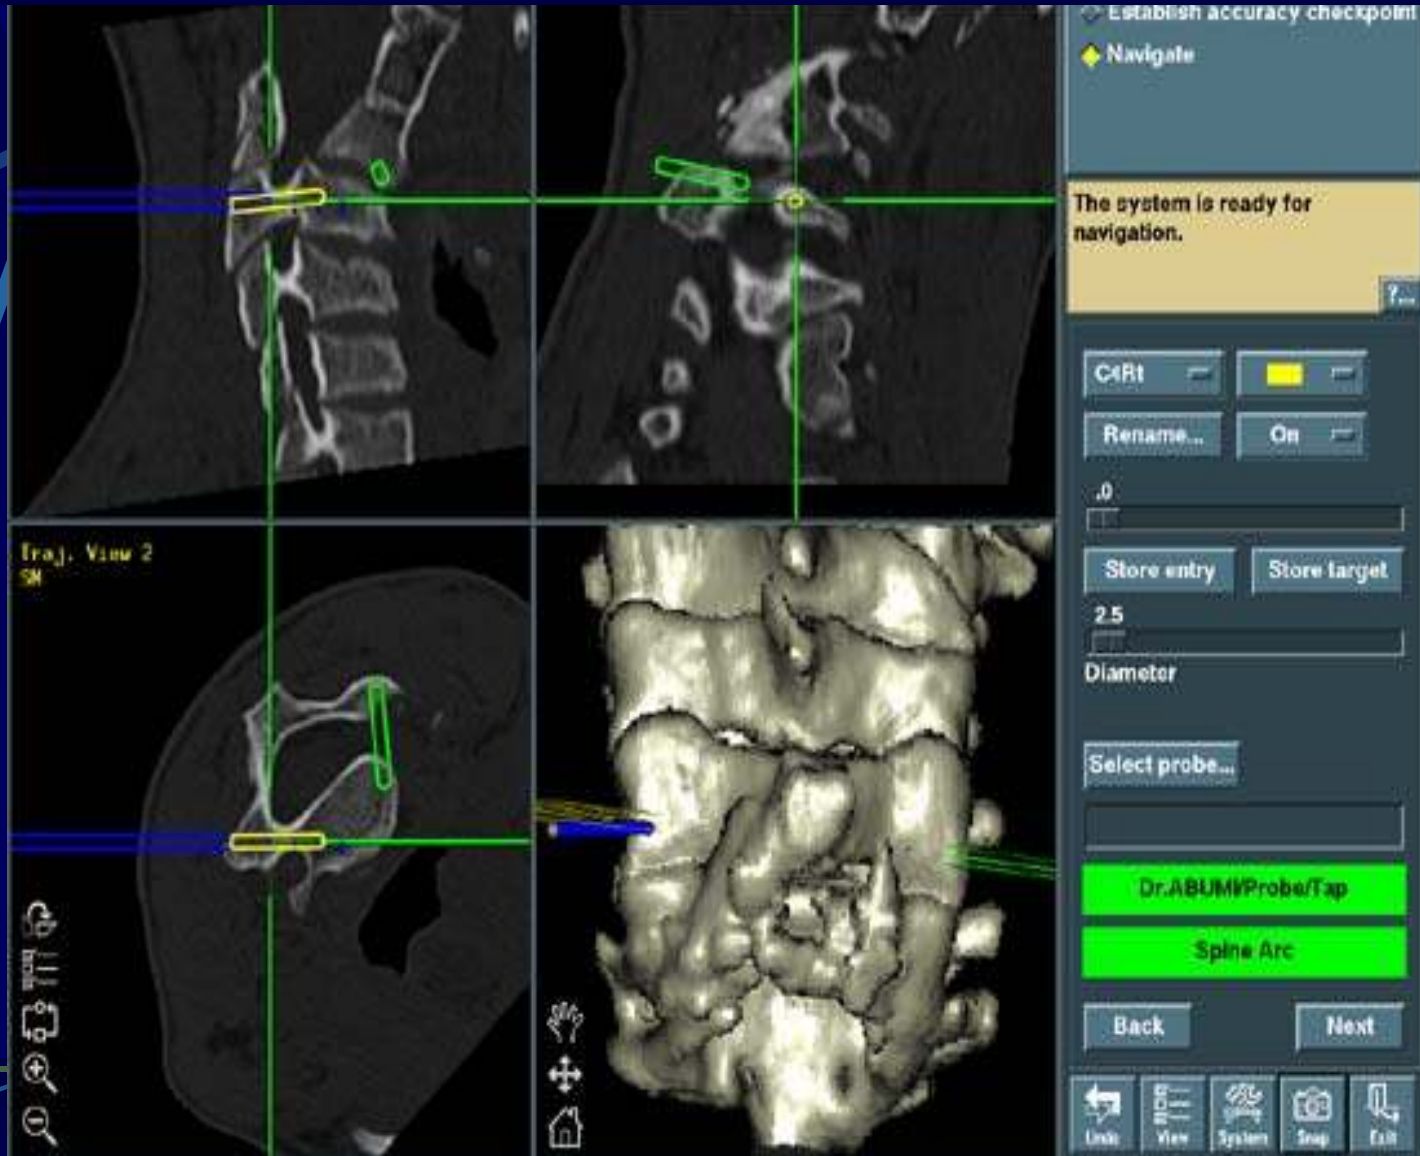 Establish accuracy checkpoint
Navigate
The system is ready for
navigation.
?...
C4Rt
Rename...
On
.0
Store entry
Store target
2.5
Diameter
Select probe...
Dr.ABUMI/Probe/Tap
Spine Arc
Back
Next
Undo
View
System
Snap
Exit
Traj. View 2